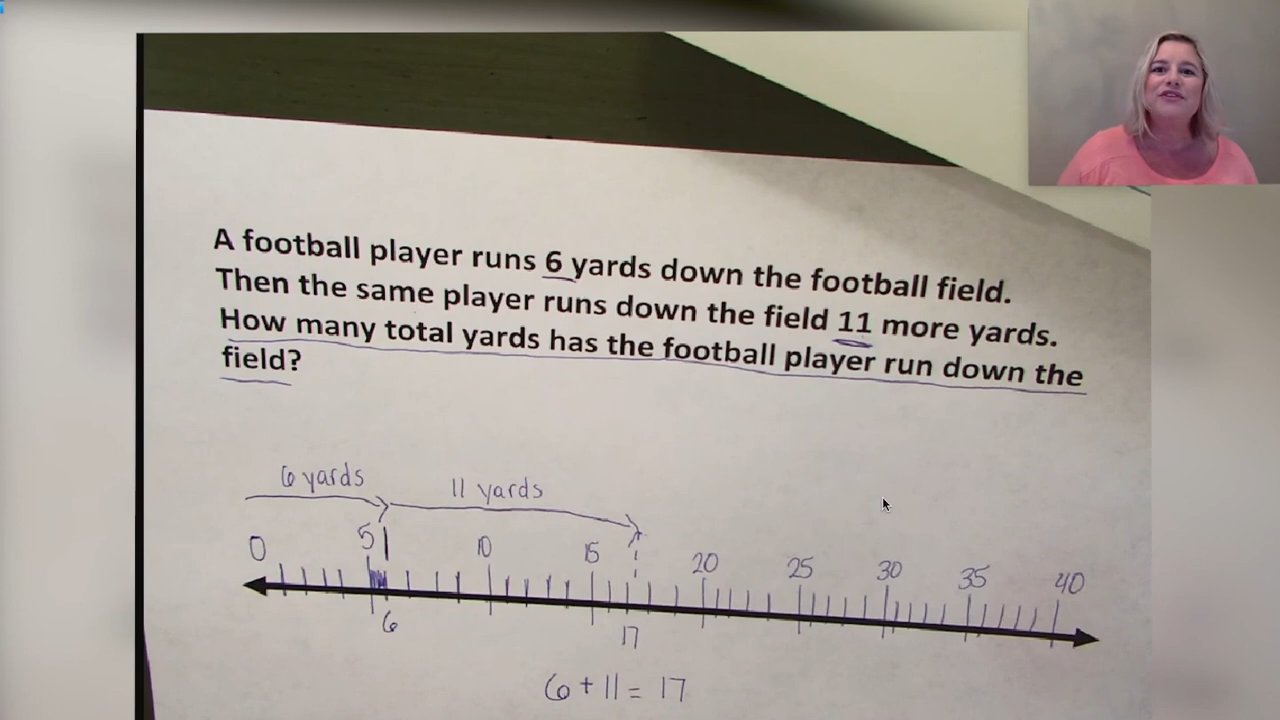 A football player runs 6 yards down the football field.
Then the same player runs down the field 11 more yards.
How many total yards has the football player run down the
field?
6 yards 11 yards
0 5 10 15 20 25 30 35 40
6 17
6 + 11 = 17